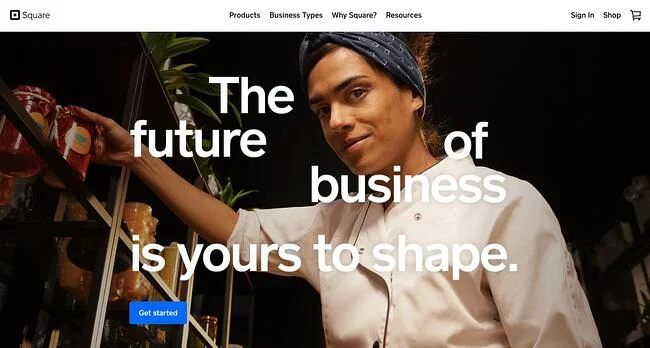 Square
Products Business Types Why Square? Resources
Sign In Shop
The
future of
business
is yours to shape.
Get started